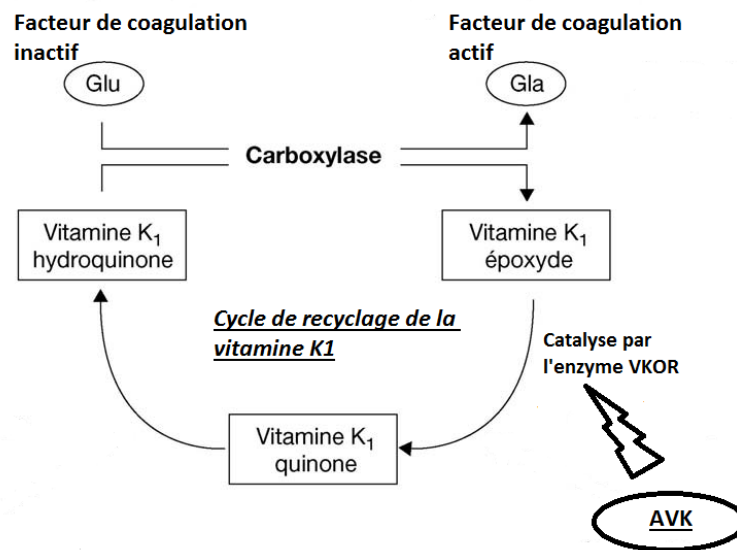 Facteur de coagulation
inactif
Facteur de coagulation
actif
Glu
Gla
Carboxylase
Vitamine K₁
hydroquinone
Vitamine K₁
époxyde
Cycle de recyclage de la
vitamine K1
Catalyse par
l'enzyme VKOR
Vitamine K₁
quinone
AVK